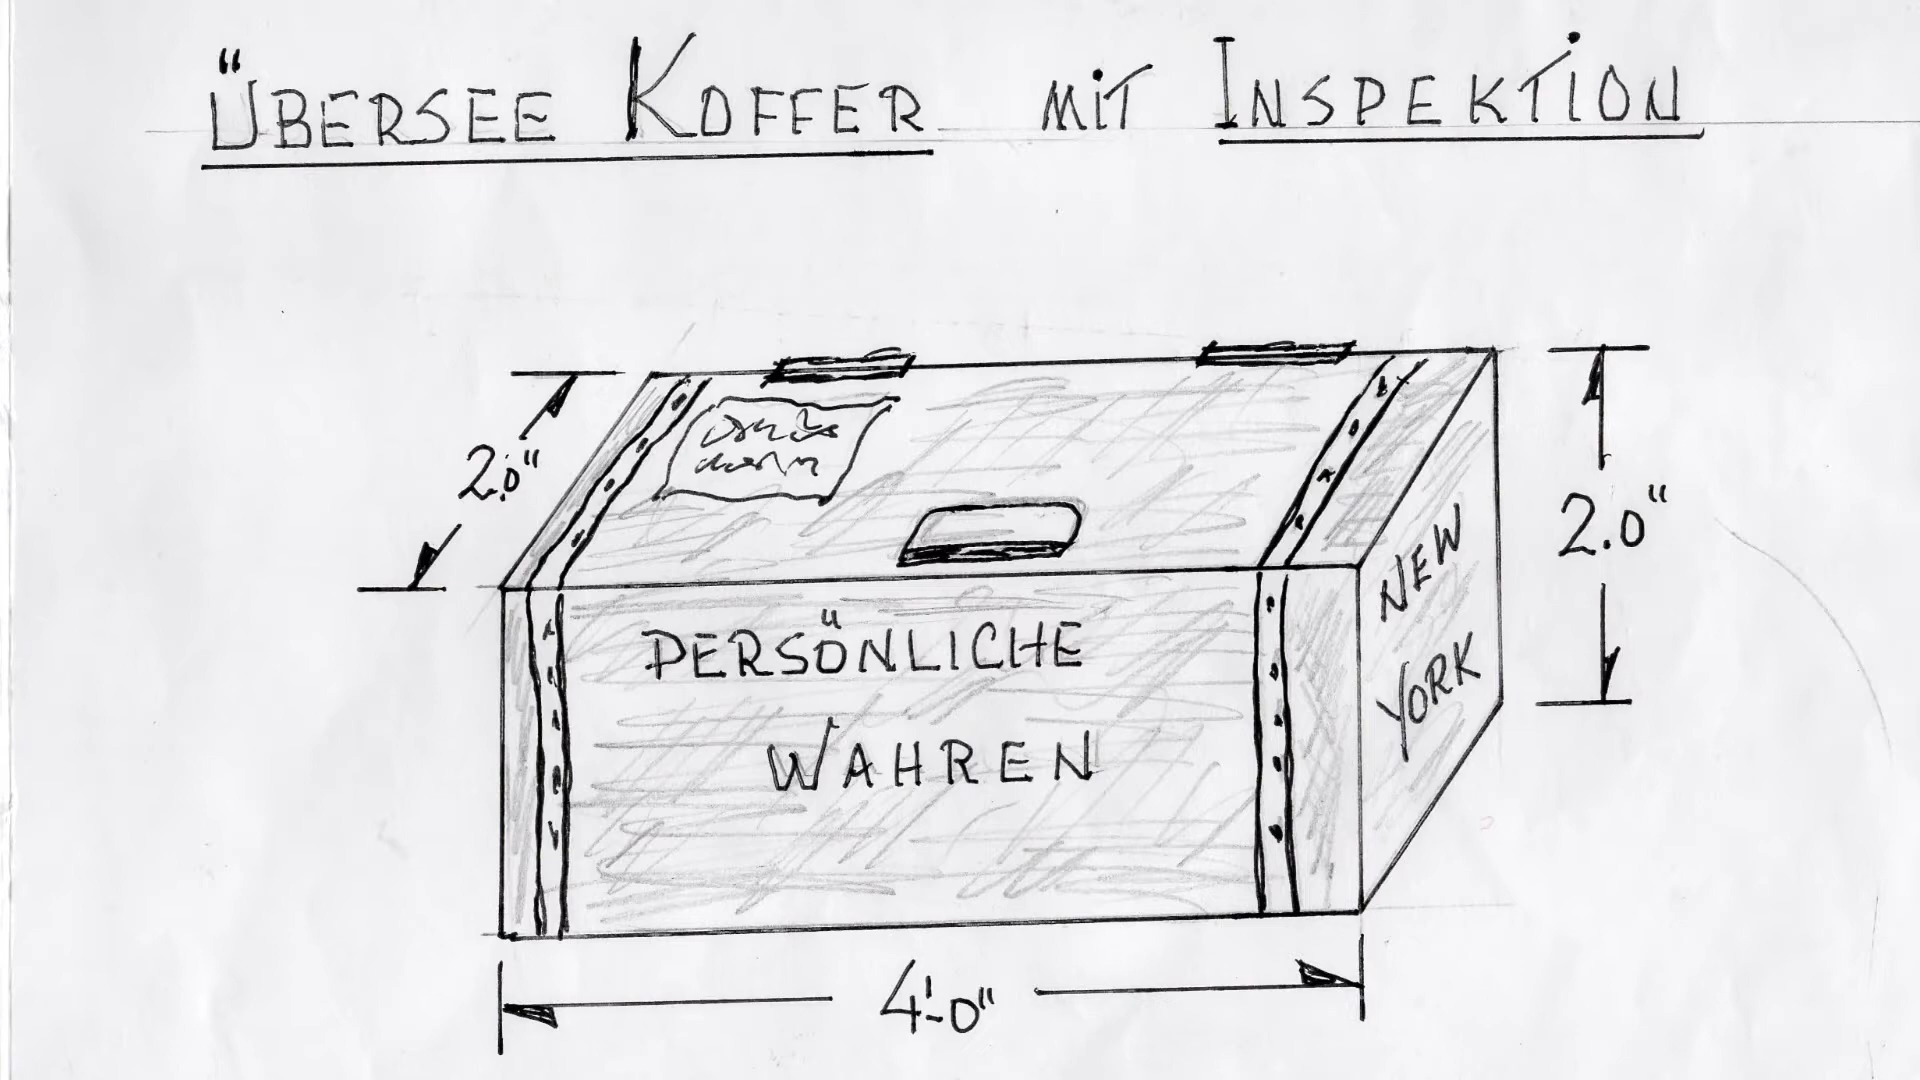 ÜBERSEE KOFFER MIT INSPEKTION
2.0"
2.0"
NEW
YORK
PERSÖNLICHE
WAHREN
4'-0"